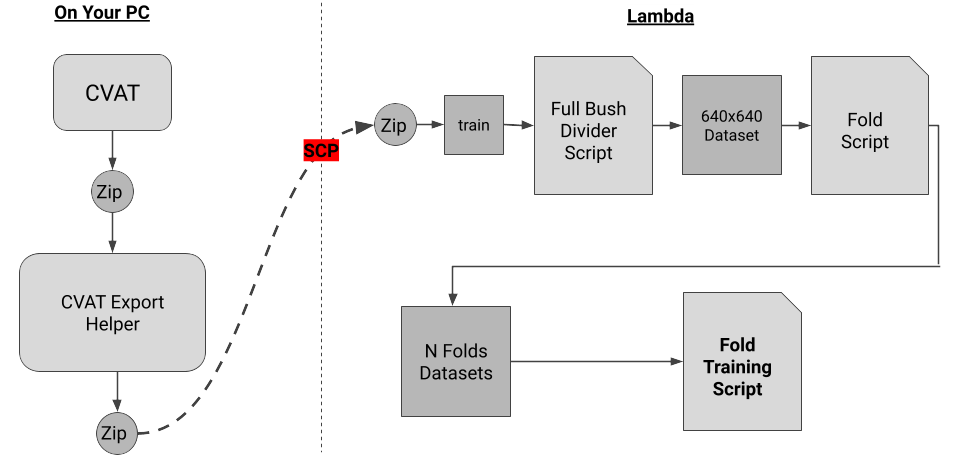 On Your PC
CVAT
Zip
CVAT Export
Helper
Zip
SCP
Lambda
Zip
train
Full Bush
Divider
Script
640x640
Dataset
Fold
Script
N Folds
Datasets
Fold
Training
Script